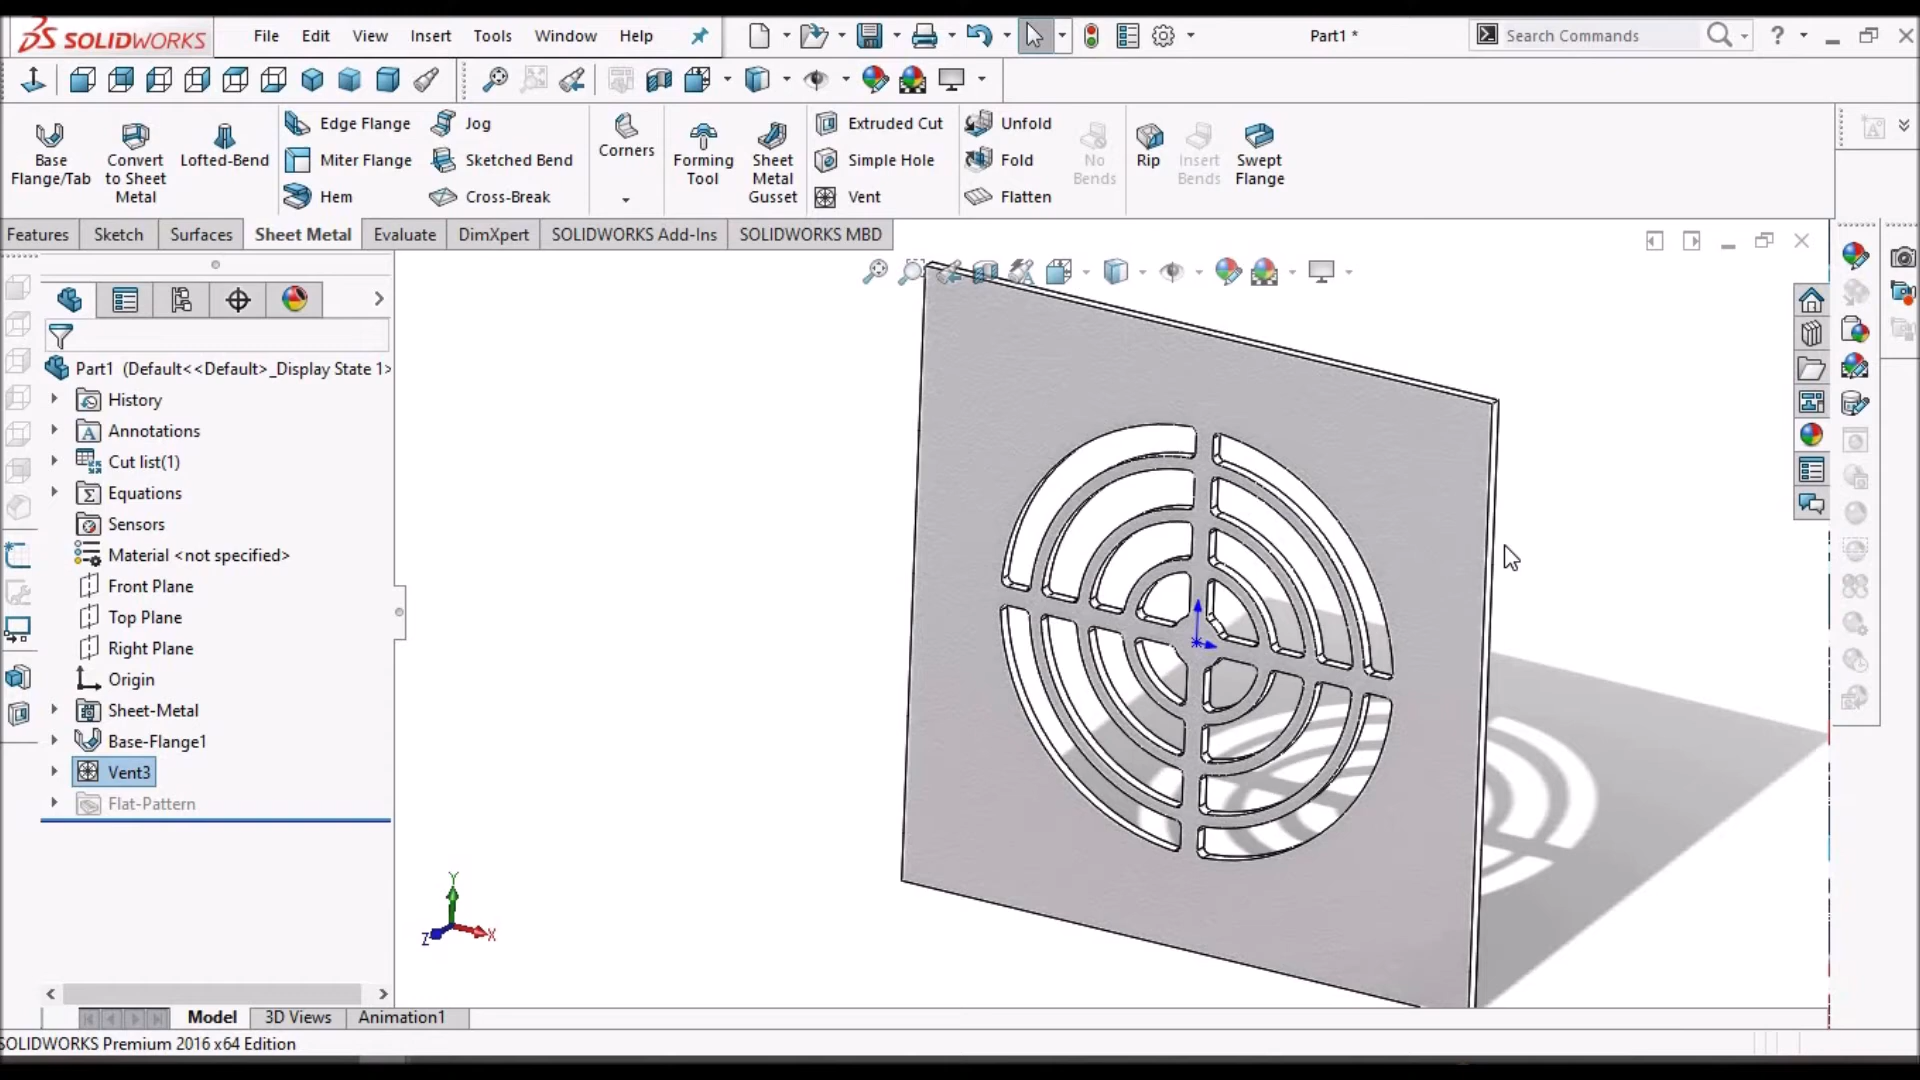 SOLIDWORKS File Edit View Insert Tools Window Help Part1 * Search Commands ?
Base Flange/Tab
Convert to Sheet Metal
Lofted-Bend
Edge Flange
Miter Flange
Hem
Jog
Sketched Bend
Cross-Break
Corners
Forming Tool
Sheet Metal Gusset
Extruded Cut
Simple Hole
Vent
Unfold
Fold
Flatten
No Bends
Rip
Insert Bends
Swept Flange
Features Sketch Surfaces Sheet Metal Evaluate DimXpert SOLIDWORKS Add-Ins SOLIDWORKS MBD
Part1 (Default<<Default>_Display State 1>
History
Annotations
Cut list(1)
Equations
Sensors
Material <not specified>
Front Plane
Top Plane
Right Plane
Origin
Sheet-Metal
Base-Flange1
Vent3
Flat-Pattern
Y
Z X
Model 3D Views Animation1
SOLIDWORKS Premium 2016 x64 Edition